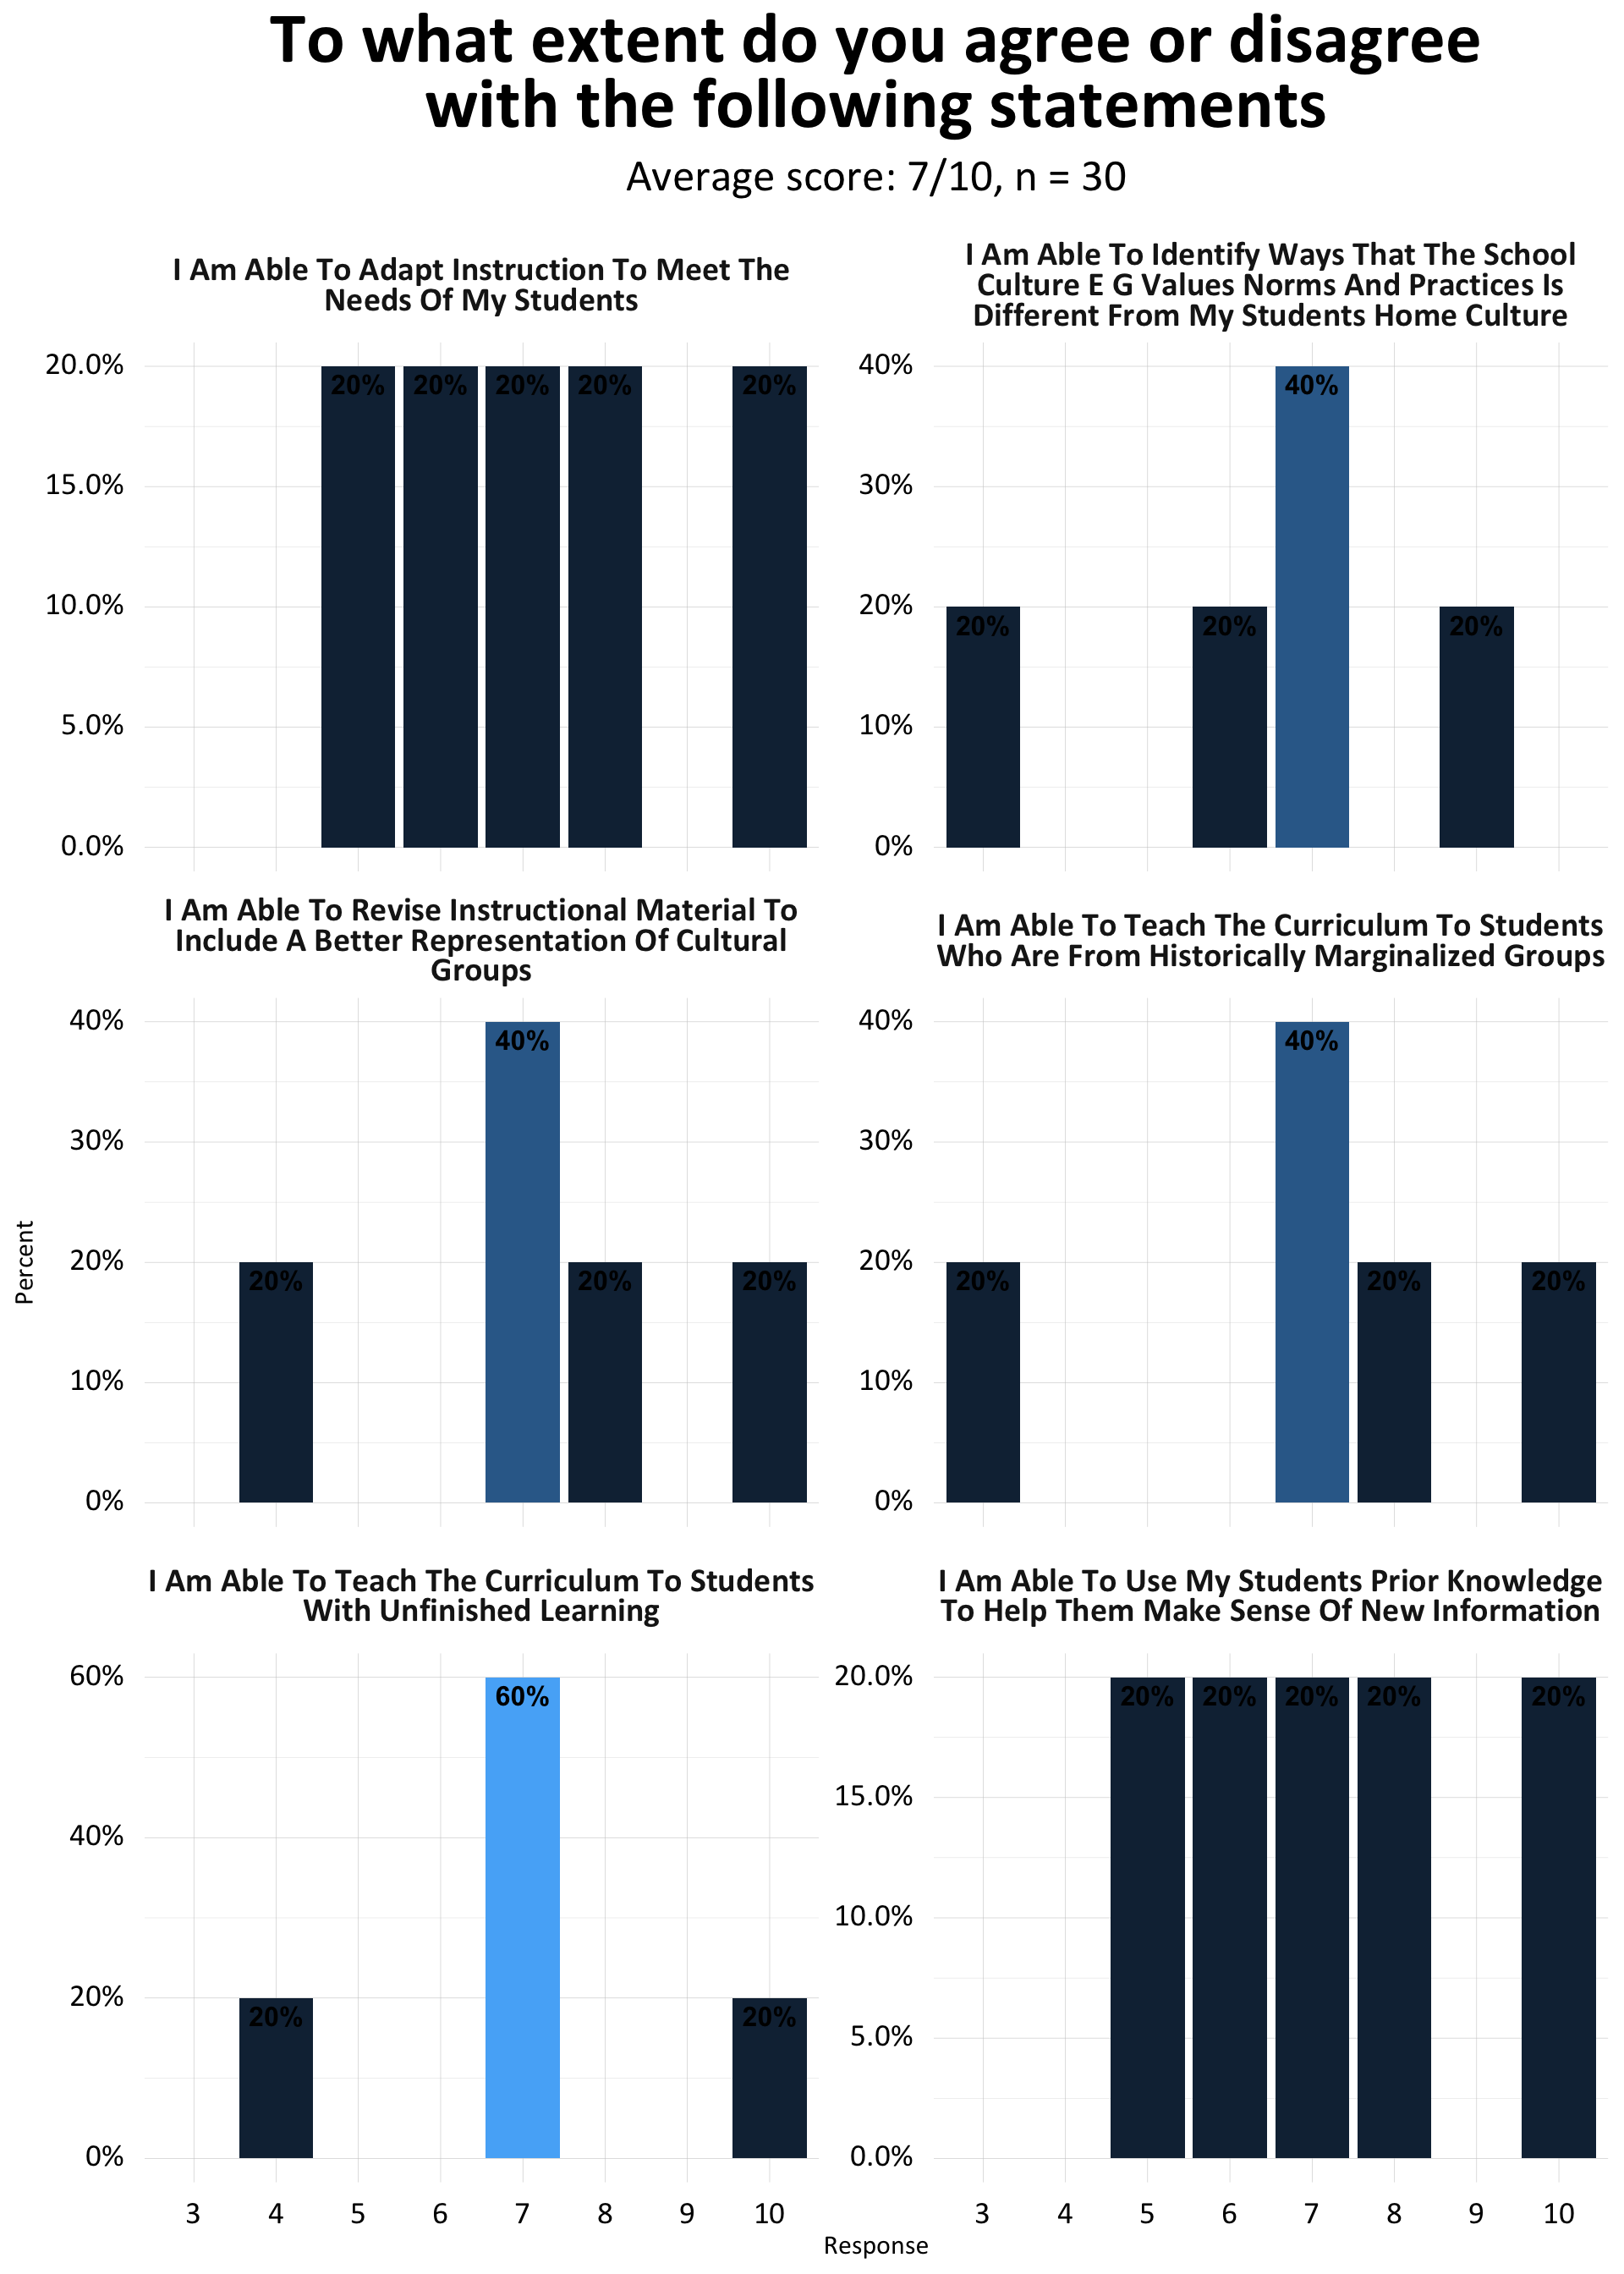 To what extent do you agree or disagree
with the following statements
Average score: 7/10, n = 30
I Am Able To Adapt Instruction To Meet The
Needs Of My Students
20.0%
15.0%
10.0%
5.0%
0.0%
20%
20%
20%
20%
20%
I Am Able To Identify Ways That The School
Culture E G Values Norms And Practices Is
Different From My Students Home Culture
40%
30%
20%
10%
0%
20%
20%
40%
20%
I Am Able To Revise Instructional Material To
Include A Better Representation Of Cultural
Groups
40%
30%
20%
10%
0%
20%
40%
20%
20%
I Am Able To Teach The Curriculum To Students
Who Are From Historically Marginalized Groups
40%
30%
20%
10%
0%
20%
40%
20%
20%
Percent
I Am Able To Teach The Curriculum To Students
With Unfinished Learning
60%
40%
20%
0%
20%
60%
20%
3 4 5 6 7 8 9 10
I Am Able To Use My Students Prior Knowledge
To Help Them Make Sense Of New Information
20.0%
15.0%
10.0%
5.0%
0.0%
20%
20%
20%
20%
20%
3 4 5 6 7 8 9 10
Response